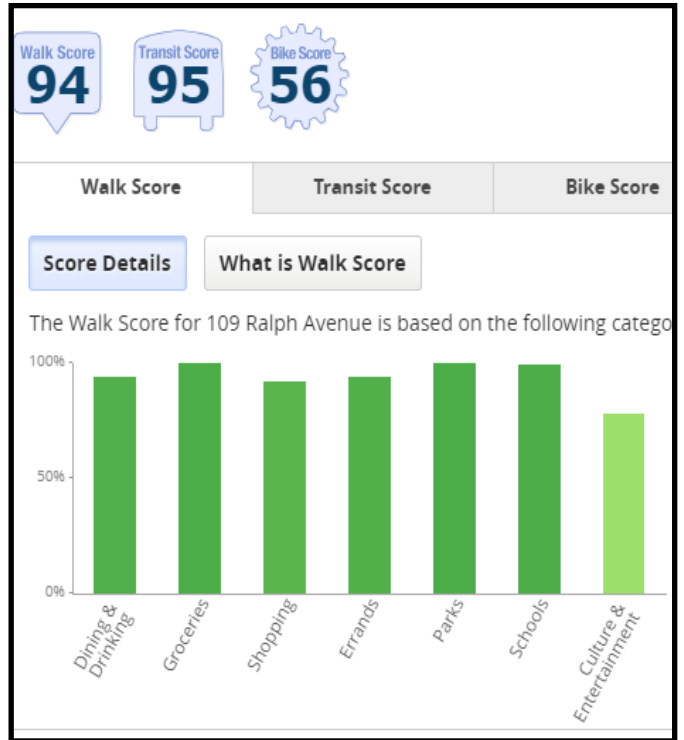 Walk Score
94
Transit Score
95
Bike Score
56
Walk Score
Transit Score
Bike Score
Score Details
What is Walk Score
The Walk Score for 109 Ralph Avenue is based on the following catego
100%
50%
0%
Dining &
Drinking
Groceries
Shopping
Errands
Parks
Schools
Culture &
Entertainment